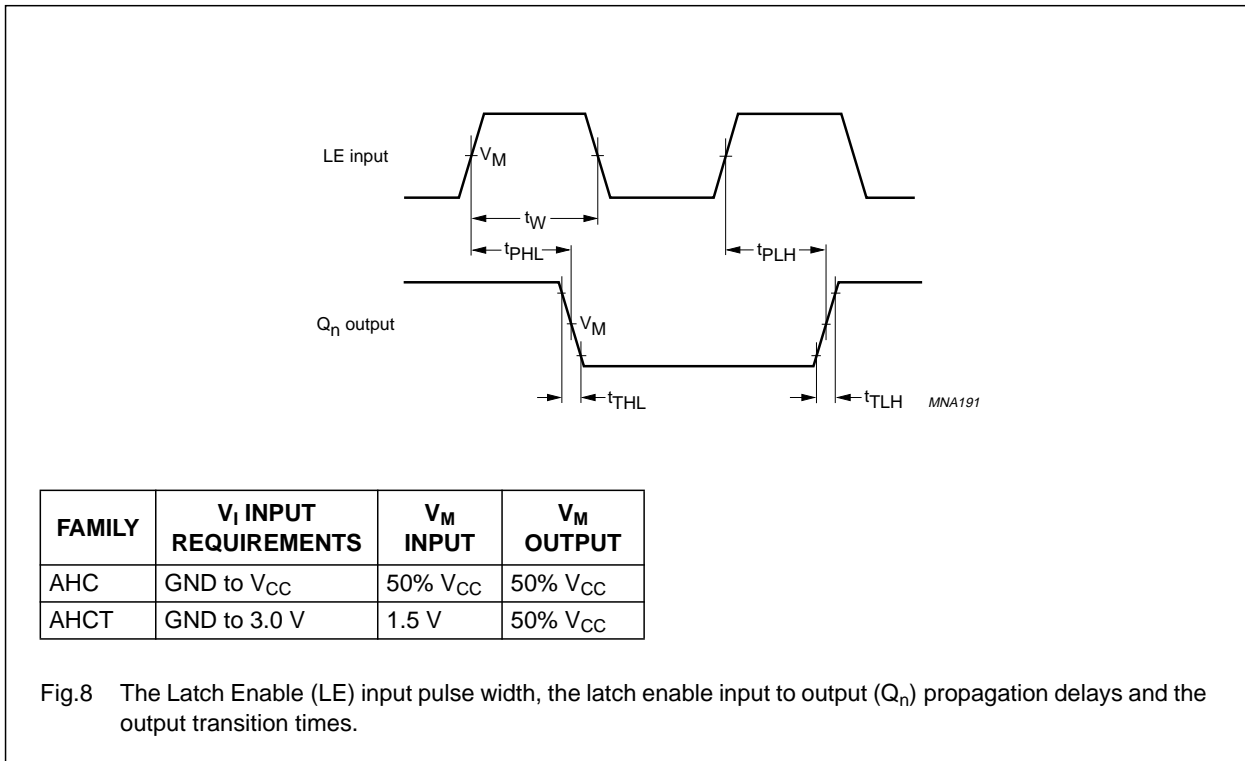 LE input
VM
tW
tPHL
tPLH
Qn output
VM
tTHL
tTLH
MNA191
FAMILY
VI INPUT REQUIREMENTS
VM INPUT
VM OUTPUT
AHC
GND to VCC
50% VCC
50% VCC
AHCT
GND to 3.0 V
1.5 V
50% VCC
Fig.8 The Latch Enable (LE) input pulse width, the latch enable input to output (Qn) propagation delays and the
output transition times.